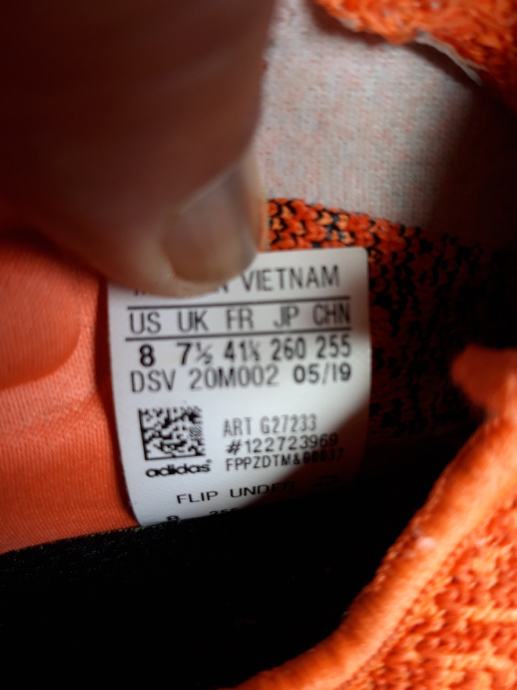 VIETNAM
US UK FR JP CHN
8 7½ 41⅓ 260 255
DSV 20M002 05/19
ART G27233
#122723969
adidas
FLIP UNDER